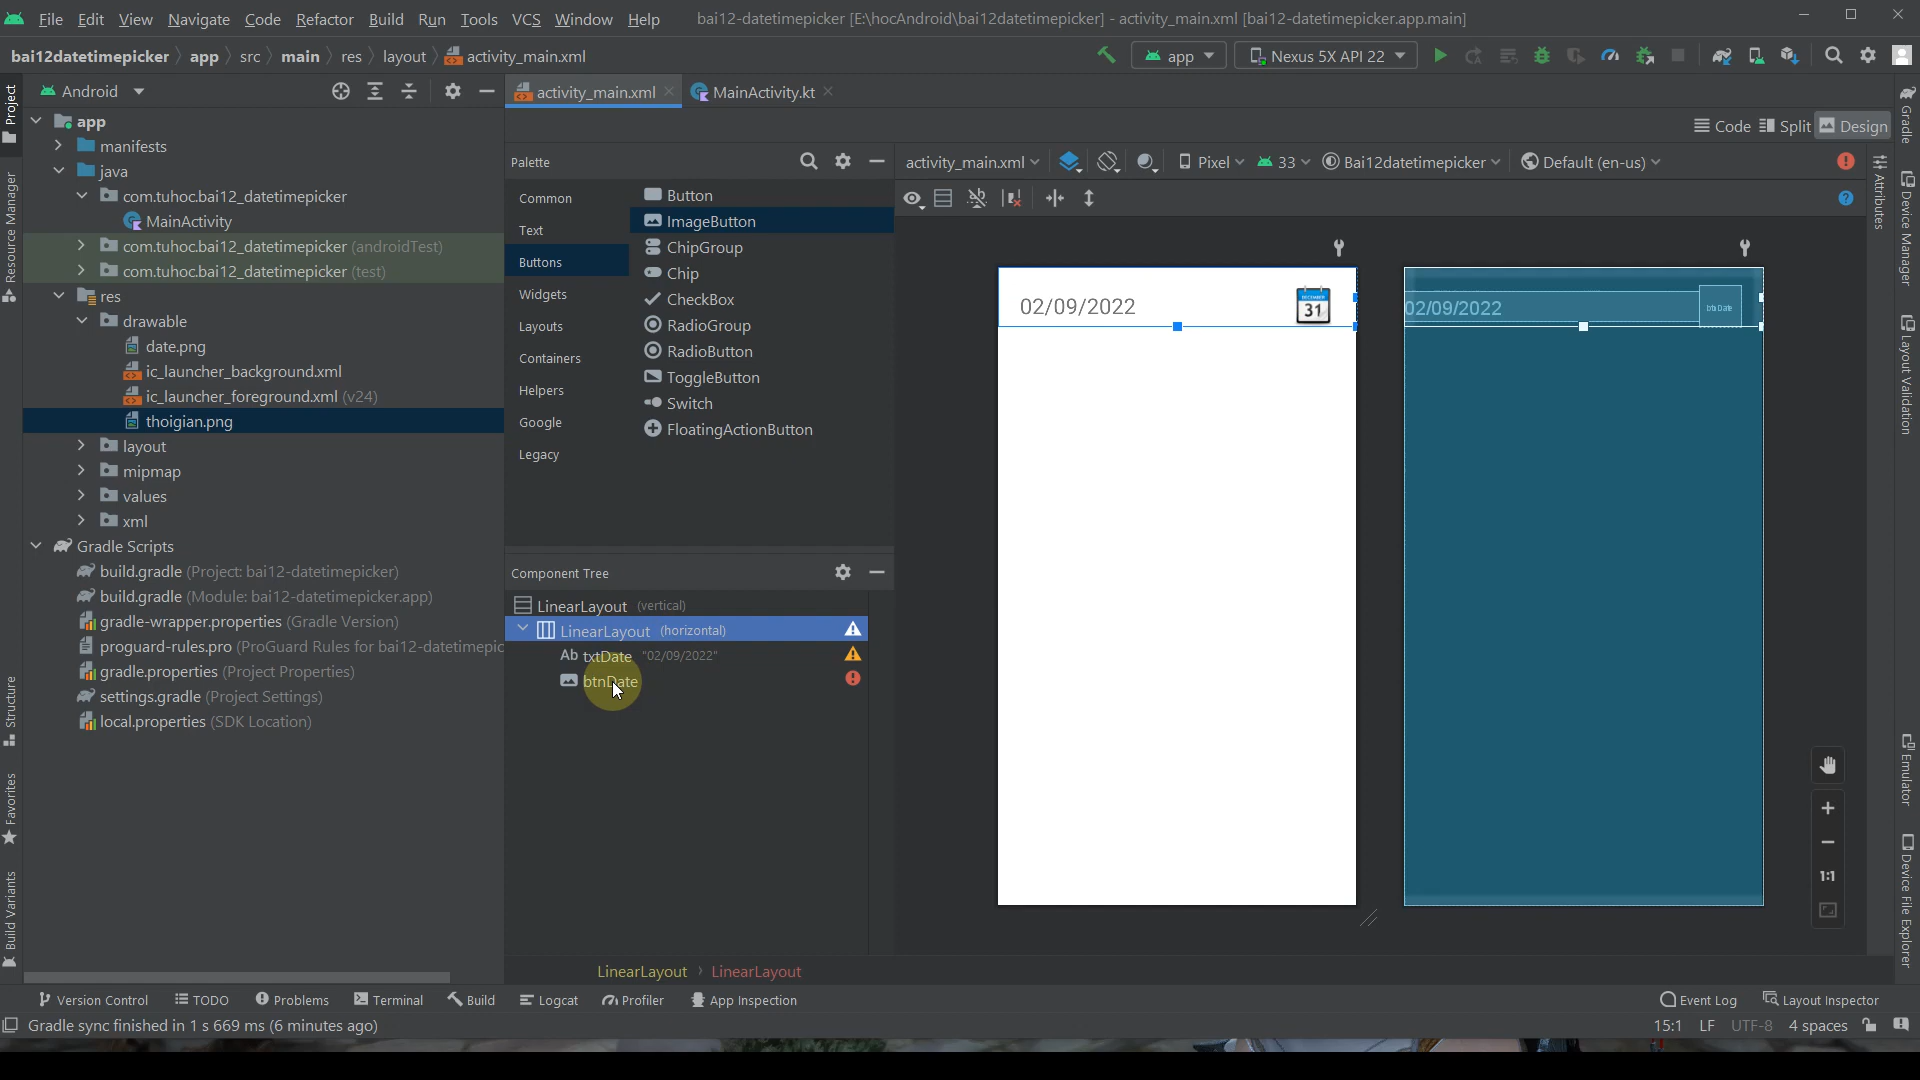 File Edit View Navigate Code Refactor Build Run Tools VCS Window Help bai12-datetimepicker [E:\hocAndroid\bai12datetimepicker] - activity_main.xml [bai12-datetimepicker.app.main]
bai12datetimepicker app src main res layout activity_main.xml app Nexus 5X API 22
Android activity_main.xml MainActivity.kt
Code Split Design
Project
Resource Manager
Structure
Favorites
Build Variants
app
manifests
java
com.tuhoc.bai12_datetimepicker
MainActivity
com.tuhoc.bai12_datetimepicker (androidTest)
com.tuhoc.bai12_datetimepicker (test)
res
drawable
date.png
ic_launcher_background.xml
ic_launcher_foreground.xml (v24)
thoigian.png
layout
mipmap
values
xml
Gradle Scripts
build.gradle (Project: bai12-datetimepicker)
build.gradle (Module: bai12-datetimepicker.app)
gradle-wrapper.properties (Gradle Version)
proguard-rules.pro (ProGuard Rules for bai12-datetimepic
gradle.properties (Project Properties)
settings.gradle (Project Settings)
local.properties (SDK Location)
Palette
Common
Text
Buttons
Widgets
Layouts
Containers
Helpers
Google
Legacy
Button
ImageButton
ChipGroup
Chip
CheckBox
RadioGroup
RadioButton
ToggleButton
Switch
FloatingActionButton
Component Tree
LinearLayout (vertical)
LinearLayout (horizontal)
Ab txtDate "02/09/2022"
btnDate
activity_main.xml Pixel 33 Bai12datetimepicker Default (en-us)
02/09/2022
31
02/09/2022
btnDate
1:1
Attributes
Gradle
Device Manager
Layout Validation
Emulator
Device File Explorer
LinearLayout LinearLayout
Version Control TODO Problems Terminal Build Logcat Profiler App Inspection Event Log Layout Inspector
Gradle sync finished in 1 s 669 ms (6 minutes ago) 15:1 LF UTF-8 4 spaces